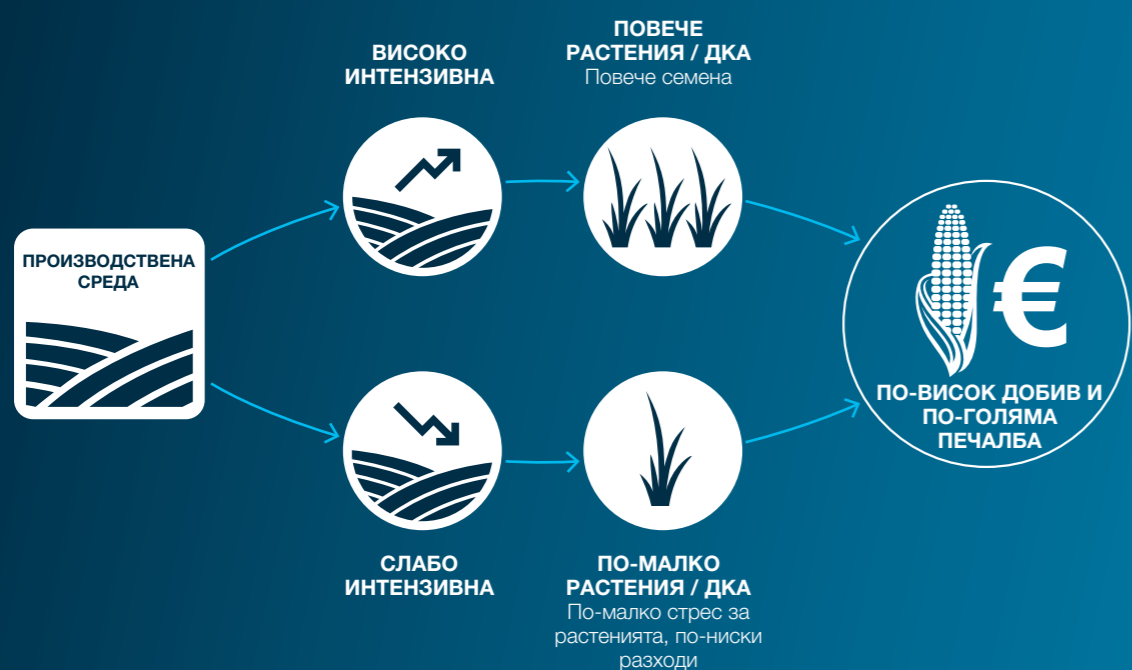 ПРОИЗВОДСТВЕНА
СРЕДА
ВИСОКО
ИНТЕНЗИВНА
ПОВЕЧЕ
РАСТЕНИЯ / ДКА
Повече семена
СЛАБО
ИНТЕНЗИВНА
ПО-МАЛКО
РАСТЕНИЯ / ДКА
По-малко стрес за
растенията, по-ниски
разходи
€
ПО-ВИСОК ДОБИВ И
ПО-ГОЛЯМА
ПЕЧАЛБА